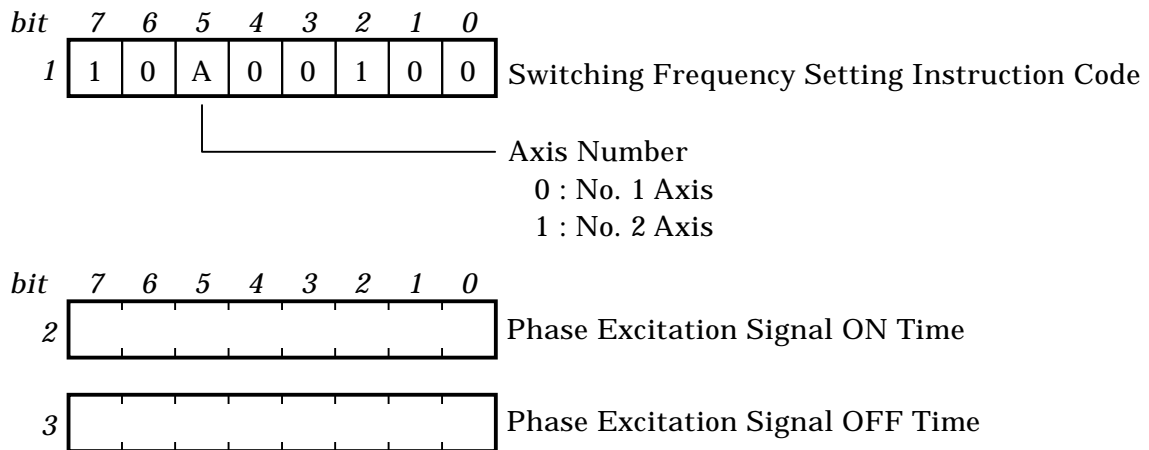 bit 7 6 5 4 3 2 1 0
1 1 0 A 0 0 1 0 0 Switching Frequency Setting Instruction Code
Axis Number
0 : No. 1 Axis
1 : No. 2 Axis
bit 7 6 5 4 3 2 1 0
2 Phase Excitation Signal ON Time
3 Phase Excitation Signal OFF Time